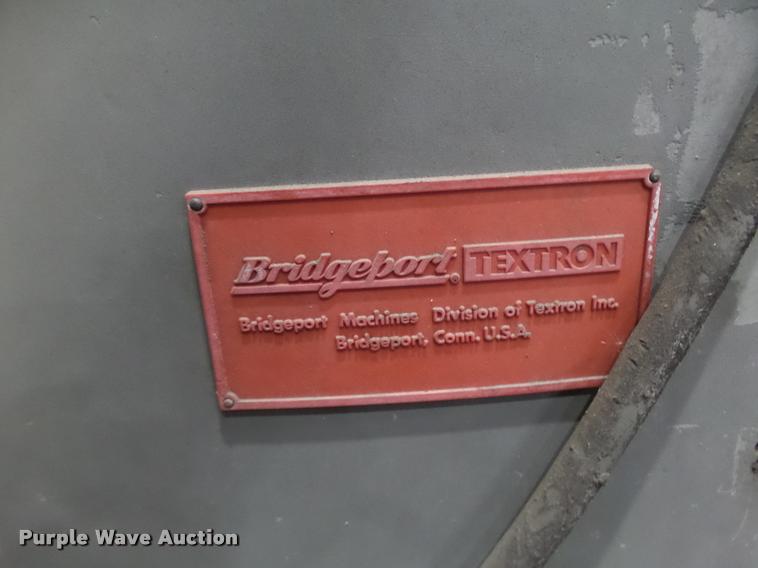 Bridgeport® TEXTRON
Bridgeport Machines Division of Textron Inc.
Bridgeport, Conn. U.S.A.
Purple Wave Auction